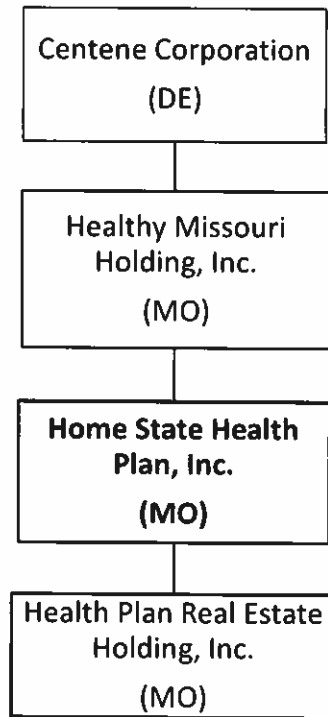 Centene Corporation
(DE)
Healthy Missouri
Holding, Inc.
(MO)
Home State Health
Plan, Inc.
(MO)
Health Plan Real Estate
Holding, Inc.
(MO)